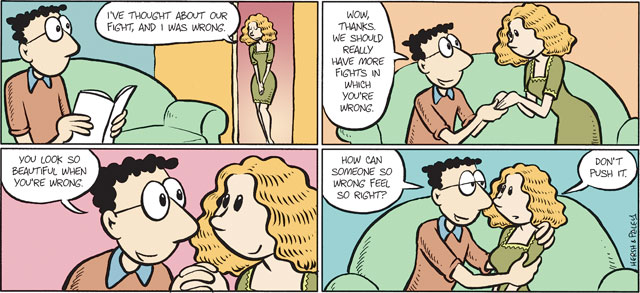 I'VE THOUGHT ABOUT OUR
FIGHT, AND I WAS WRONG.
WOW,
THANKS.
WE SHOULD
REALLY
HAVE MORE
FIGHTS IN
WHICH
YOU'RE
WRONG.
YOU LOOK SO
BEAUTIFUL WHEN
YOU'RE WRONG.
HOW CAN
SOMEONE SO
WRONG FEEL
SO RIGHT?
DON'T
PUSH IT.